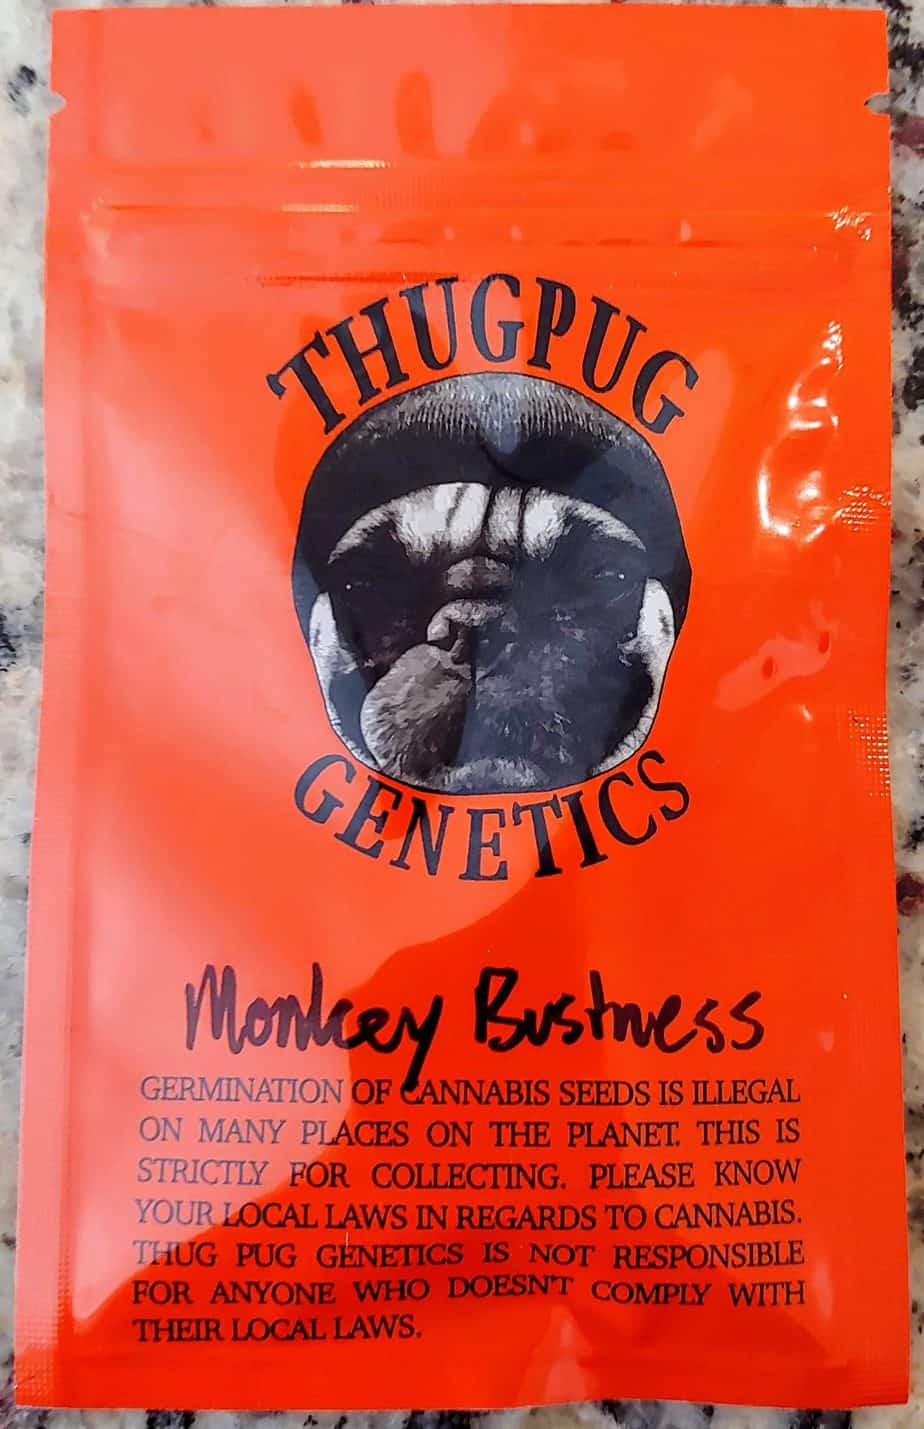 THUGPUG
GENETICS
Monkey Business
GERMINATION OF CANNABIS SEEDS IS ILLEGAL
ON MANY PLACES ON THE PLANET. THIS IS
STRICTLY FOR COLLECTING. PLEASE KNOW
YOUR LOCAL LAWS IN REGARDS TO CANNABIS.
THUG PUG GENETICS IS NOT RESPONSIBLE
FOR ANYONE WHO DOESN'T COMPLY WITH
THEIR LOCAL LAWS.